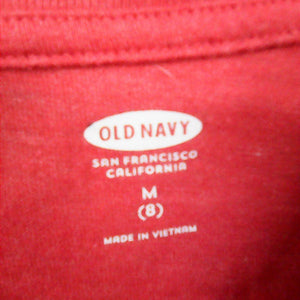 OLD NAVY
SAN FRANCISCO
CALIFORNIA
M
(8)
MADE IN VIETNAM